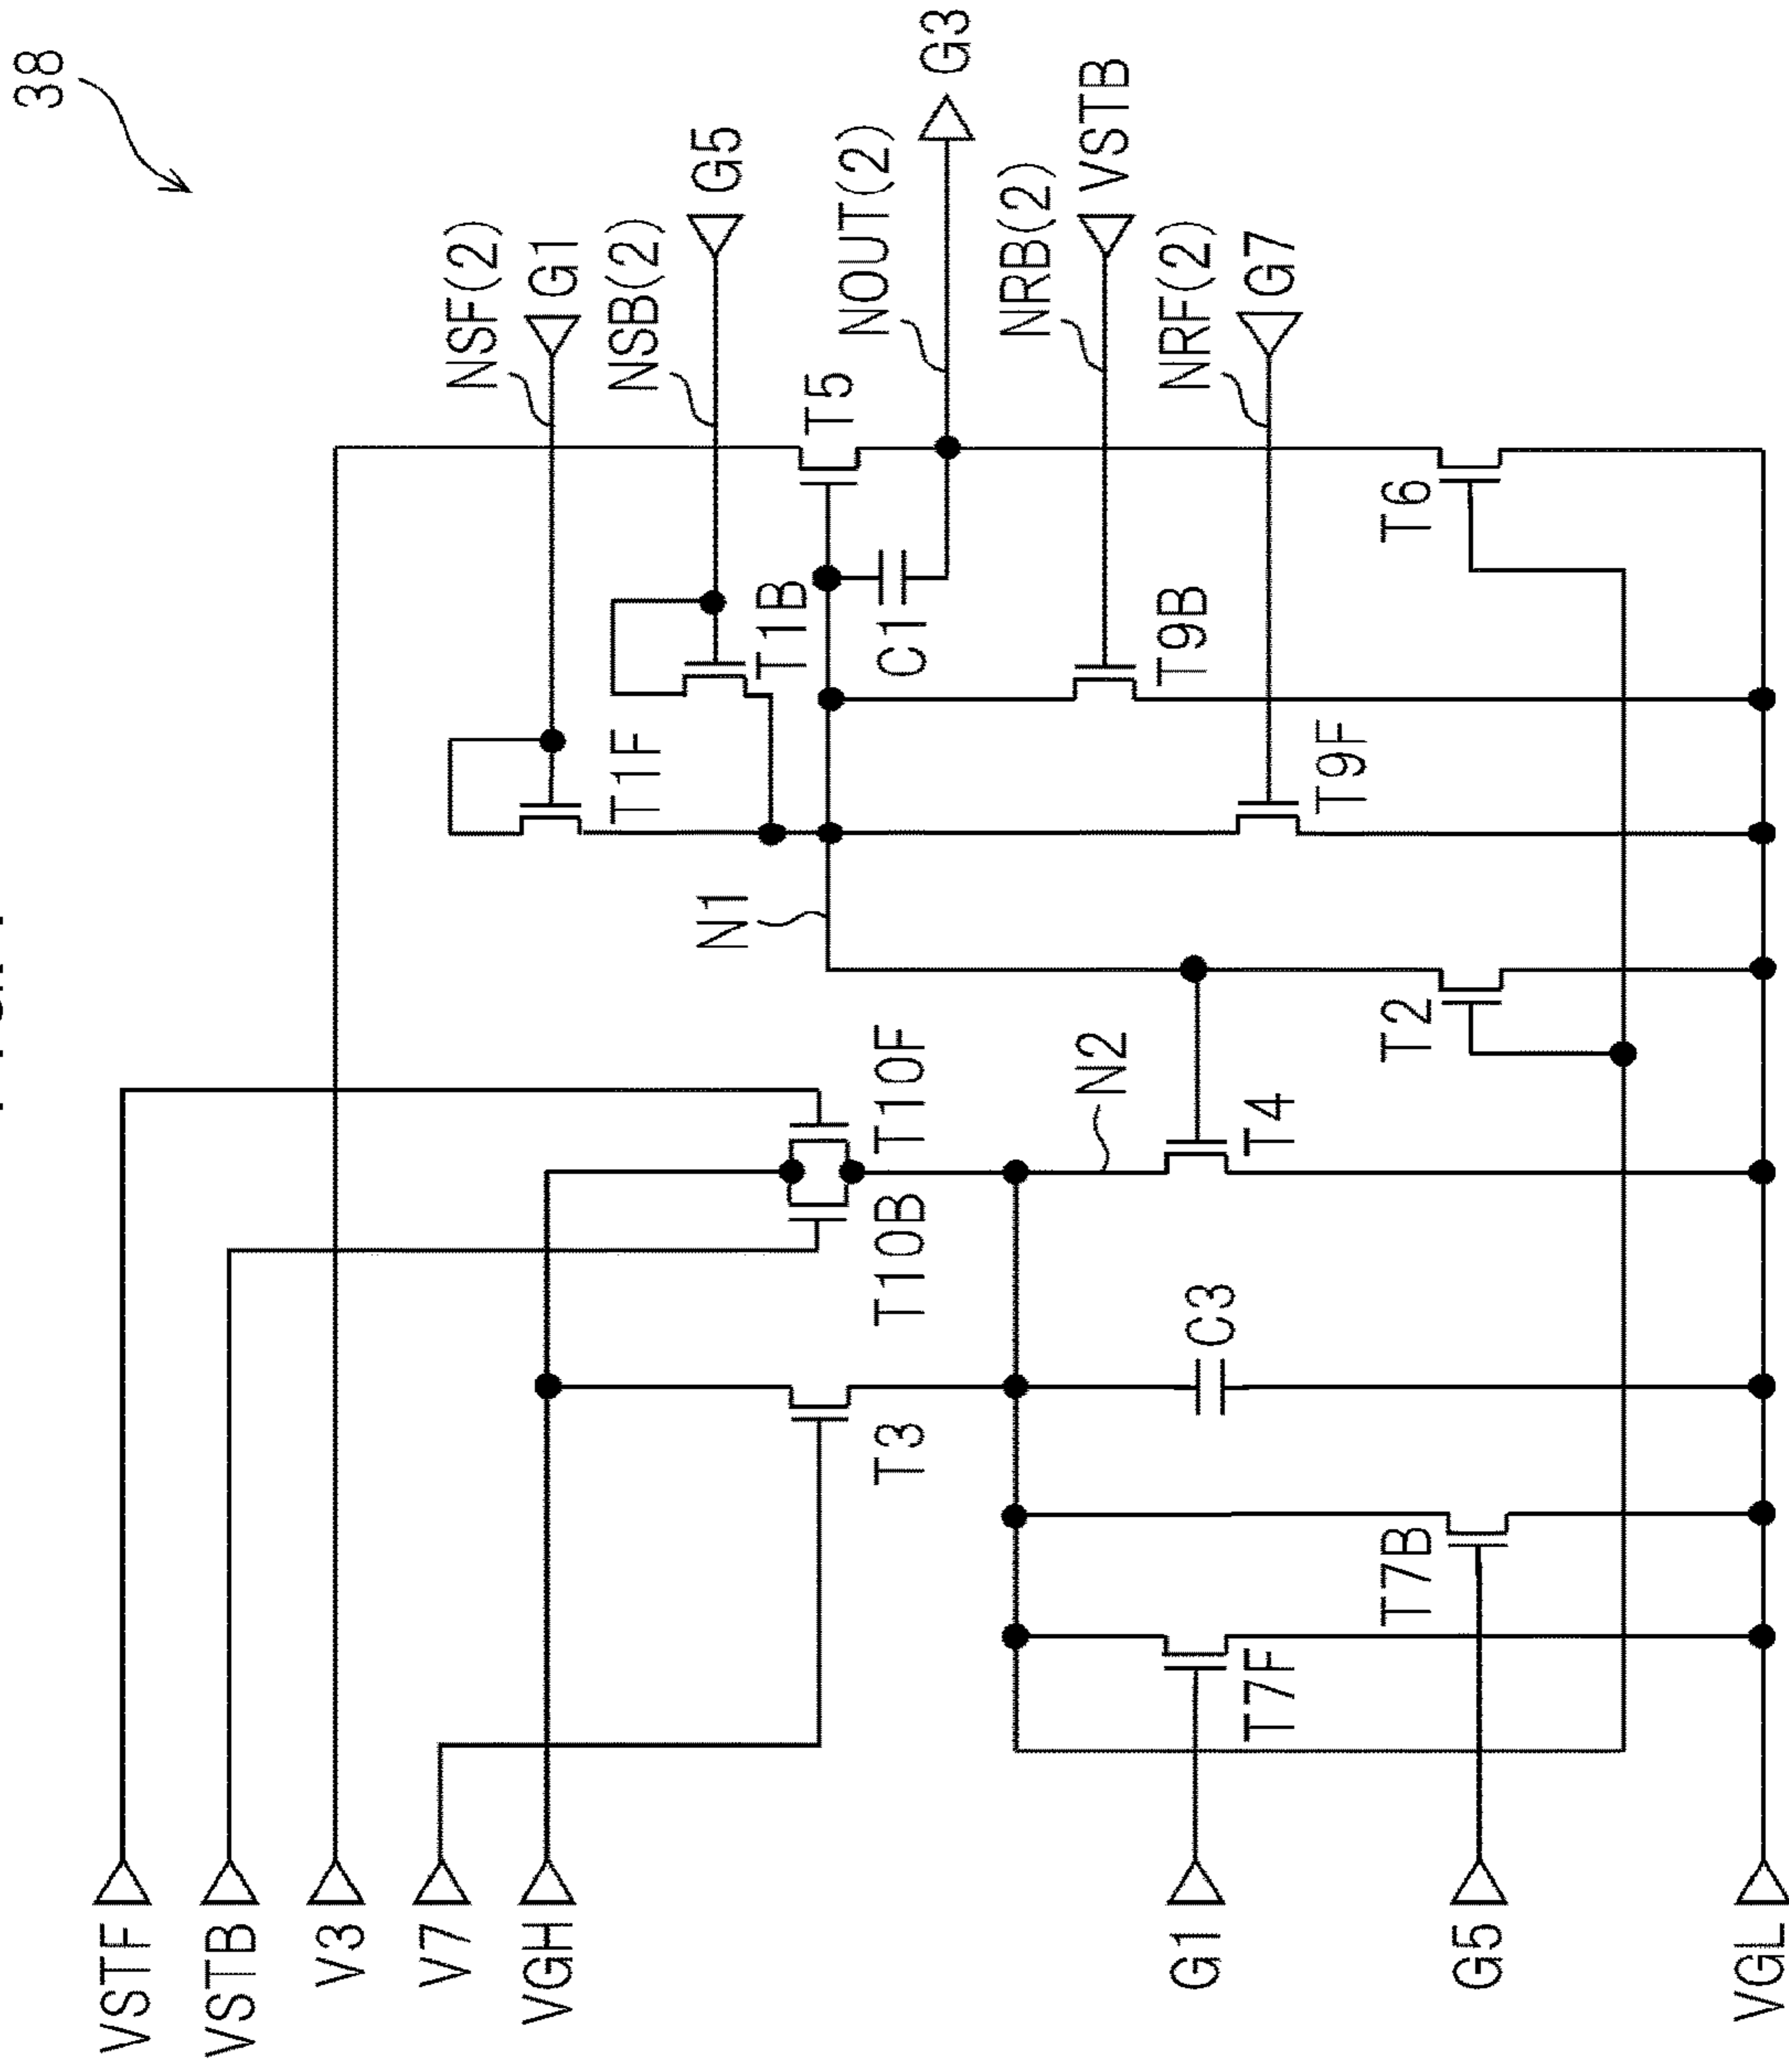 38
VSTF
VSTB
V3
V7
NSF(2)
VGH
G1
NSB(2)
T1F
G5
N1
T1B
T5
NOUT(2)
T3
T10B
T10F
C1
G3
NRB(2)
N2
VSTB
T9B
NRF(2)
G1
C3
T7F
T4
G7
T9F
T7B
T2
T6
G5
VGL